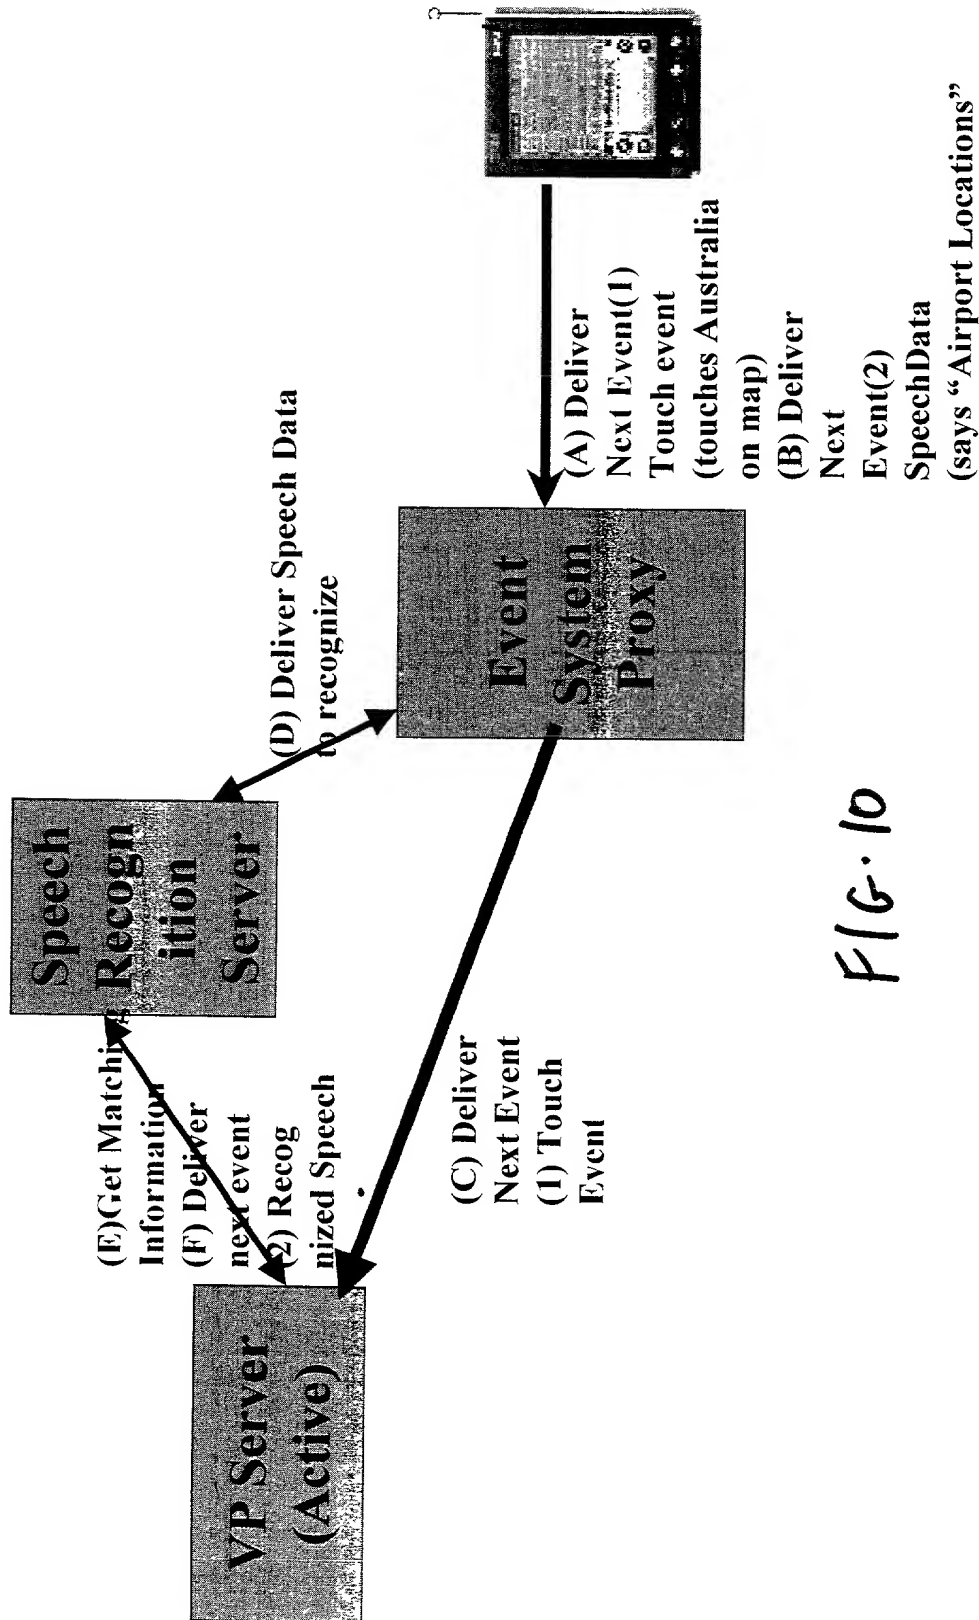 VP Server
(Active)
(E)Get Matching
Information
(F) Deliver
next event
(2) Recog
nized Speech
Speech
Recogn
ition
Server
(D) Deliver Speech Data
to recognize
(C) Deliver
Next Event
(1) Touch
Event
Event
System
Proxy
(A) Deliver
Next Event(1)
Touch event
(touches Australia
on map)
(B) Deliver
Next
Event(2)
SpeechData
(says “Airport Locations”
FIG. 10